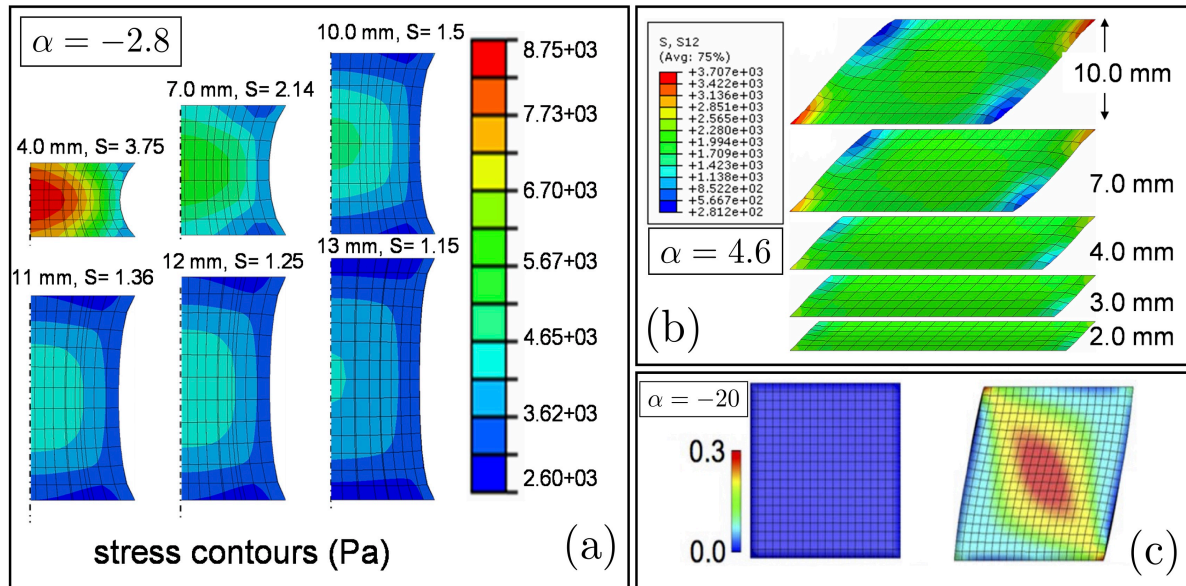 α = −2.8
10.0 mm, S= 1.5
7.0 mm, S= 2.14
4.0 mm, S= 3.75
8.75+03
7.73+03
6.70+03
5.67+03
4.65+03
3.62+03
2.60+03
11 mm, S= 1.36
12 mm, S= 1.25
13 mm, S= 1.15
stress contours (Pa)
(a)
S, S12
(Avg: 75%)
+3.707e+03
+3.422e+03
+3.136e+03
+2.851e+03
+2.565e+03
+2.280e+03
+1.994e+03
+1.709e+03
+1.423e+03
+1.138e+03
+8.522e+02
+5.667e+02
+2.812e+02
α = 4.6
(b)
10.0 mm
7.0 mm
4.0 mm
3.0 mm
2.0 mm
α = −20
0.3
0.0
(c)